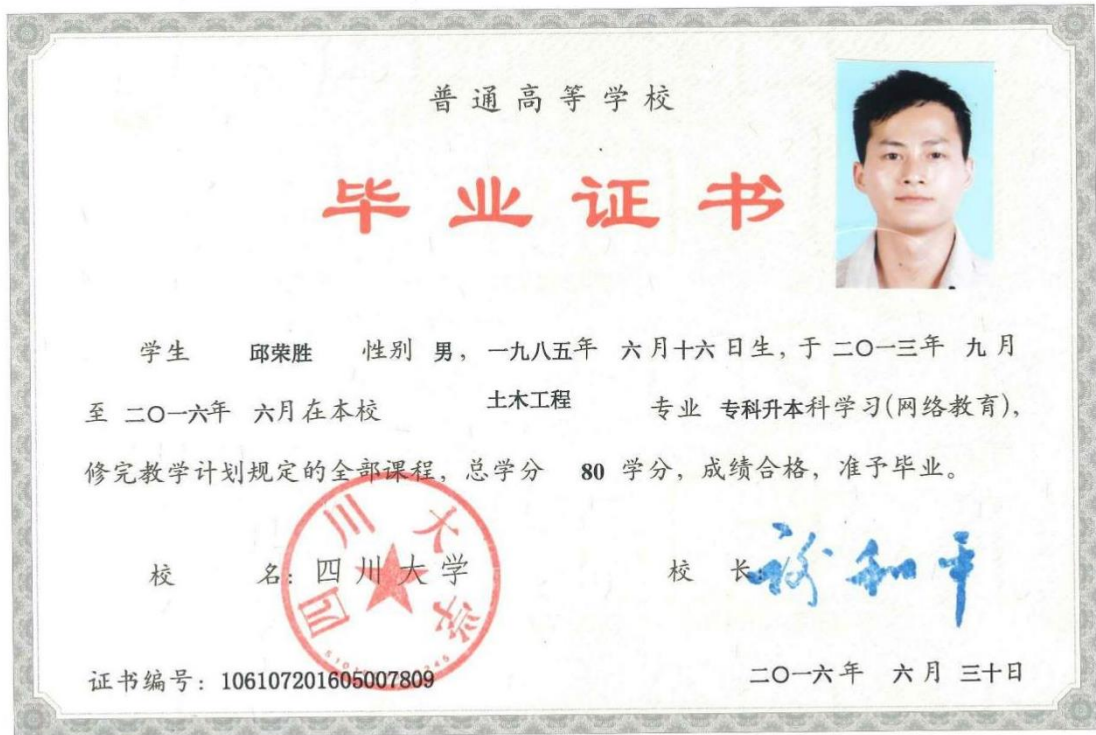 普通高等学校
毕业证书
学生 邱荣胜 性别 男，一九八五年 六月十六日生，于二〇一三年 九月
至 二〇一六年 六月在本校 土木工程 专业 专科升本科学习(网络教育)，
修完教学计划规定的全部课程，总学分 80 学分，成绩合格，准予毕业。
校 名：四川大学 校 长：
四川大学
证书编号：106107201605007809 二〇一六年 六月 三十日